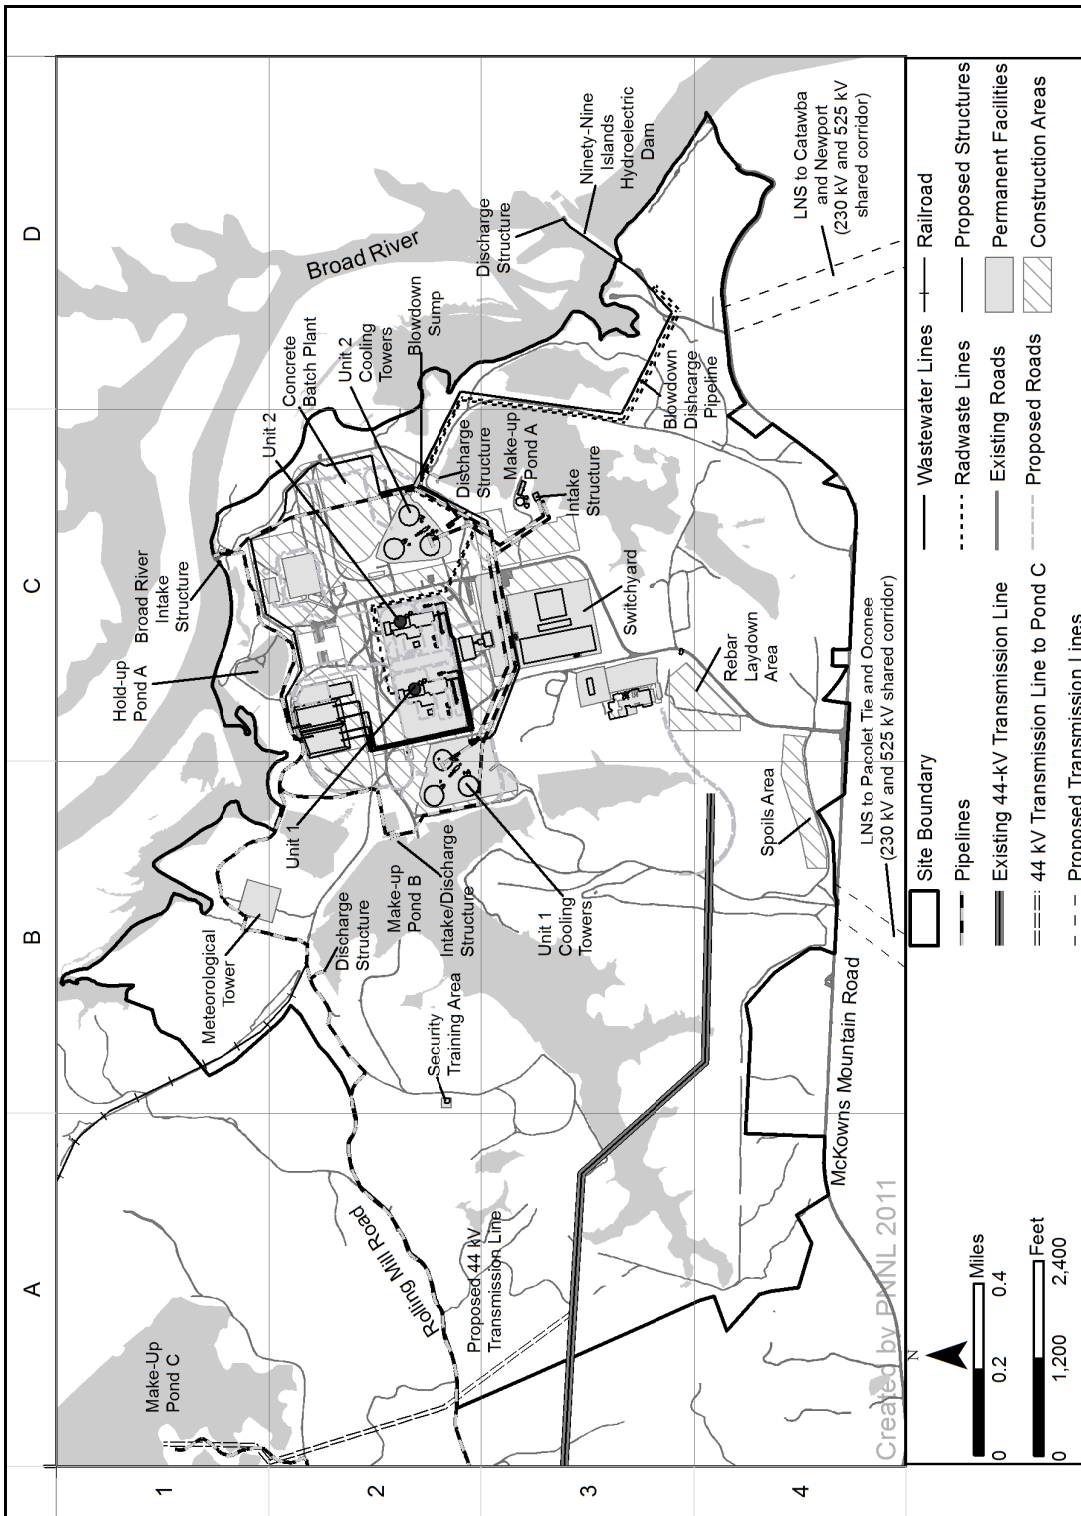 A
B
C
D
1
2
3
4
Make-Up
Pond C
Rolling Mill Road
Proposed 44 kV
Transmission Line
Meteorological
Tower
Discharge
Structure
Security
Training Area
Make-up
Pond B
Intake/Discharge
Structure
Unit 1
Cooling
Towers
Unit 1
Hold-up
Pond A
Broad River
Intake
Structure
Unit 2
Concrete
Batch Plant
Unit 2
Cooling
Towers
Blowdown
Sump
Broad River
Discharge
Structure
Ninety-Nine
Islands
Hydroelectric
Dam
Discharge
Structure
Make-up
Pond A
Intake
Structure
Blowdown
Dishcarge
Pipeline
Switchyard
Rebar
Laydown
Area
Spoils Area
LNS to Catawba
and Newport
(230 kV and 525 kV
shared corridor)
LNS to Pacolet Tie and Oconee
(230 kV and 525 kV shared corridor)
McKowns Mountain Road
Created by PNNL 2011
N
Miles
0 0.2 0.4
Feet
0 1,200 2,400
Site Boundary
Pipelines
Existing 44-kV Transmission Line
44 kV Transmission Line to Pond C
Proposed Transmission Lines
Wastewater Lines
Radwaste Lines
Existing Roads
Proposed Roads
Railroad
Proposed Structures
Permanent Facilities
Construction Areas